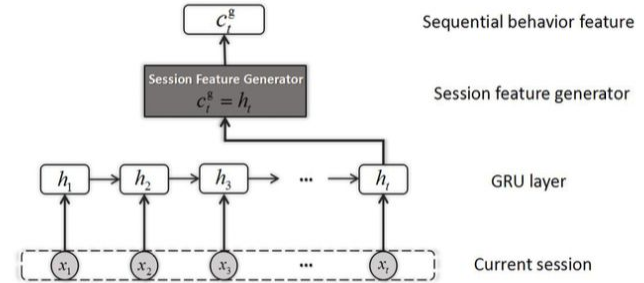 c_t^g Sequential behavior feature
Session Feature Generator
c_t^g = h_t Session feature generator
h_1 h_2 h_3 ... h_t GRU layer
x_1 x_2 x_3 ... x_t Current session